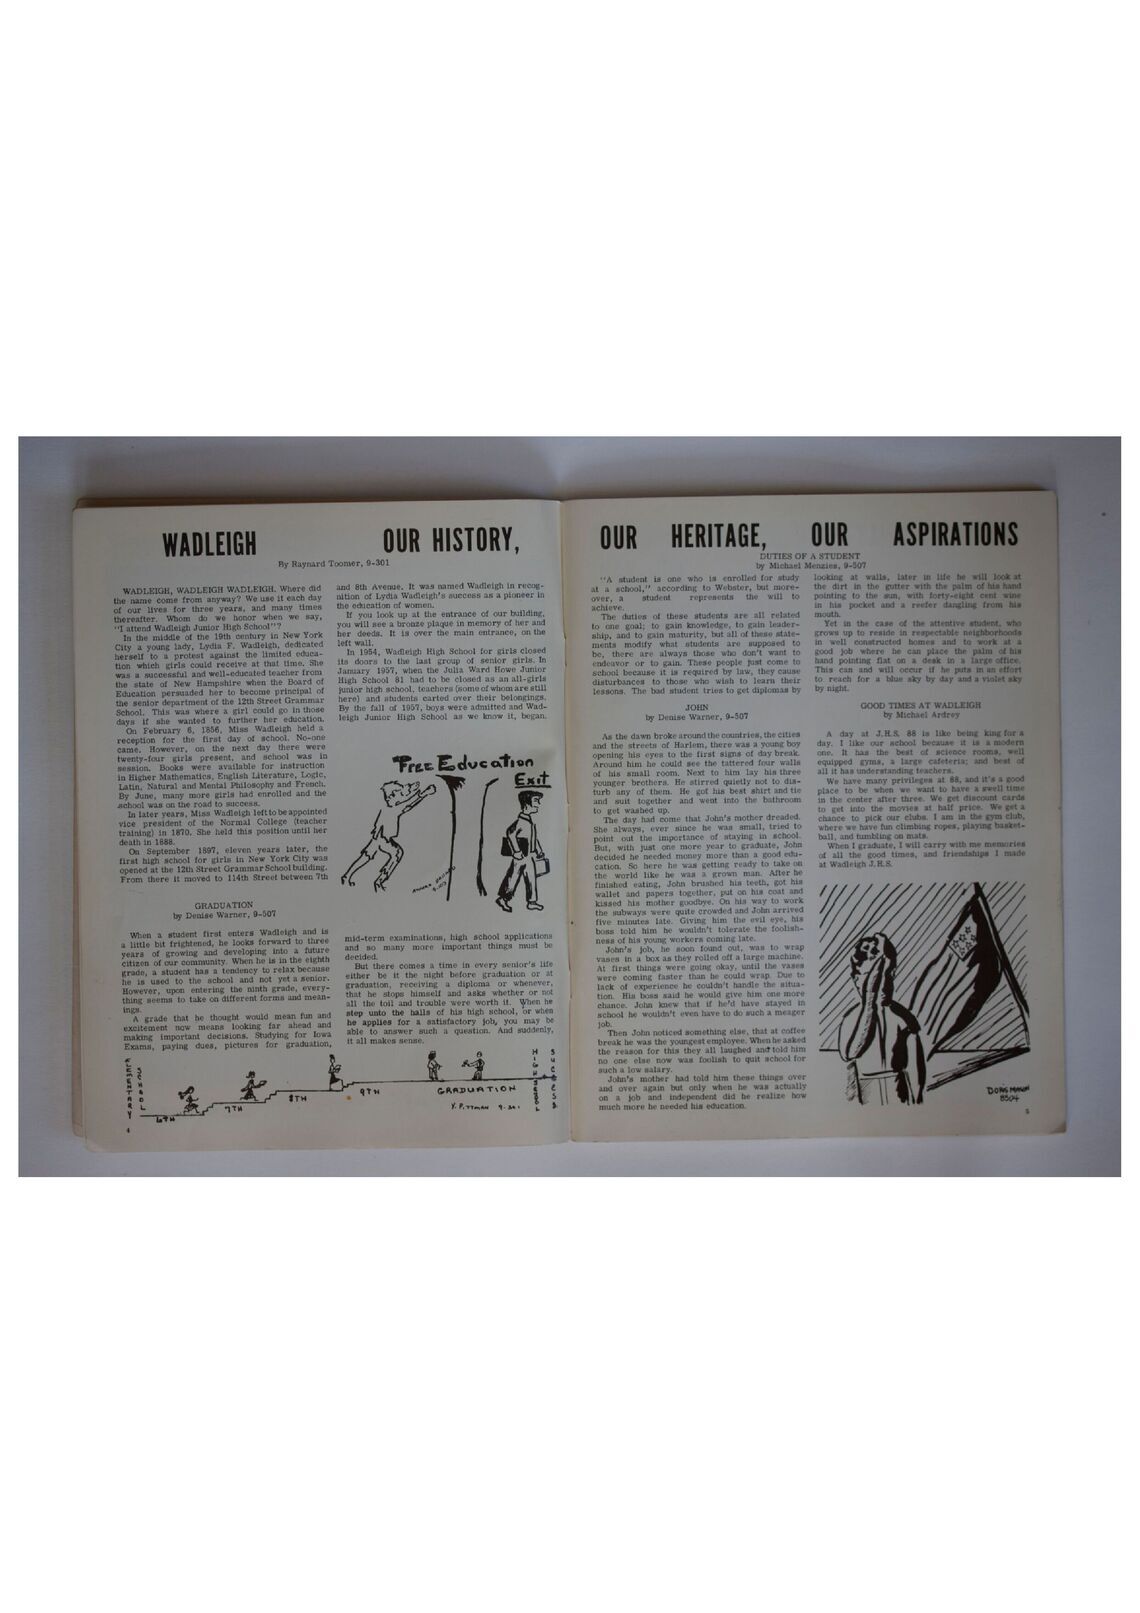 WADLEIGH OUR HISTORY,
By Raynard Toomer, 9-301
WADLEIGH, WADLEIGH WADLEIGH. Where did
the name come from anyway? We use it each day
of our lives for three years, and many times
thereafter. Whom do we honor when we say,
"I attend Wadleigh Junior High School"?
In the middle of the 19th century in New York
City a young lady, Lydia F. Wadleigh, dedicated
herself to a protest against the limited educa-
tion which girls could receive at that time. She
was a successful and well-educated teacher from
the state of New Hampshire when the Board of
Education persuaded her to become principal of
the senior department of the 12th Street Grammar
School. This was where a girl could go in those
days if she wanted to further her education.
On February 6, 1856, Miss Wadleigh held a
reception for the first day of school. No-one
came. However, on the next day there were
twenty-four girls present, and school was in
session. Books were available for instruction
in Higher Mathematics, English Literature, Logic,
Latin, Natural and Mental Philosophy and French.
By June, many more girls had enrolled and the
school was on the road to success.
In later years, Miss Wadleigh left to be appointed
vice president of the Normal College (teacher
training) in 1870. She held this position until her
death in 1888.
On September 1897, eleven years later, the
first high school for girls in New York City was
opened at the 12th Street Grammar School building.
From there it moved to 114th Street between 7th
and 8th Avenue. It was named Wadleigh in recog-
nition of Lydia Wadleigh's success as a pioneer in
the education of women.
If you look up at the entrance of our building,
you will see a bronze plaque in memory of her and
her deeds. It is over the main entrance, on the
left wall.
In 1954, Wadleigh High School for girls closed
its doors to the last group of senior girls. In
January 1957, when the Julia Ward Howe Junior
High School 81 had to be closed as an all-girls
junior high school, teachers (some of whom are still
here) and students carted over their belongings.
By the fall of 1957, boys were admitted and Wad-
leigh Junior High School as we know it, began.
Free Education
Exit
9-303
GRADUATION
by Denise Warner, 9-507
When a student first enters Wadleigh and is
a little bit frightened, he looks forward to three
years of growing and developing into a future
citizen of our community. When he is in the eighth
grade, a student has a tendency to relax because
he is used to the school and not yet a senior.
However, upon entering the ninth grade, every-
thing seems to take on different forms and mean-
ings.
A grade that he thought would mean fun and
excitement now means looking far ahead and
making important decisions. Studying for Iowa
Exams, paying dues, pictures for graduation,
mid-term examinations, high school applications
and so many more important things must be
decided.
But there comes a time in every senior's life
either be it the night before graduation or at
graduation, receiving a diploma or whenever,
that he stops himself and asks whether or not
all the toil and trouble were worth it. When he
step unto the halls of his high school, or when
he applies for a satisfactory job, you may be
able to answer such a question. And suddenly,
it all makes sense.
ELEMENTARY
SCHOOL
6TH
7TH
8TH
9TH
GRADUATION
Y. PITTMAN 9-301
HIGH SCHOOL
SUCCESS
4
OUR HERITAGE, OUR ASPIRATIONS
DUTIES OF A STUDENT
by Michael Menzies, 9-507
"A student is one who is enrolled for study
at a school," according to Webster, but more-
over, a student represents the will to
achieve.
The duties of these students are all related
to one goal; to gain knowledge, to gain leader-
ship, and to gain maturity, but all of these state-
ments modify what students are supposed to
be, there are always those who don't want to
endeavor or to gain. These people just come to
school because it is required by law, they cause
disturbances to those who wish to learn their
lessons. The bad student tries to get diplomas by
looking at walls, later in life he will look at
the dirt in the gutter with the palm of his hand
pointing to the sun, with forty-eight cent wine
in his pocket and a reefer dangling from his
mouth.
Yet in the case of the attentive student, who
grows up to reside in respectable neighborhoods
in well constructed homes and to work at a
good job where he can place the palm of his
hand pointing flat on a desk in a large office.
This can and will occur if he puts in an effort
to reach for a blue sky by day and a violet sky
by night.
JOHN
by Denise Warner, 9-507
As the dawn broke around the countries, the cities
and the streets of Harlem, there was a young boy
opening his eyes to the first signs of day break.
Around him he could see the tattered four walls
of his small room. Next to him lay his three
younger brothers. He stirred quietly not to dis-
turb any of them. He got his best shirt and tie
and suit together and went into the bathroom
to get washed up.
The day had come that John's mother dreaded.
She always, ever since he was small, tried to
point out the importance of staying in school.
But, with just one more year to graduate, John
decided he needed money more than a good edu-
cation. So here he was getting ready to take on
the world like he was a grown man. After he
finished eating, John brushed his teeth, got his
wallet and papers together, put on his coat and
kissed his mother goodbye. On his way to work
the subways were quite crowded and John arrived
five minutes late. Giving him the evil eye, his
boss told him he wouldn't tolerate the foolish-
ness of his young workers coming late.
John's job, he soon found out, was to wrap
vases in a box as they rolled off a large machine.
At first things were going okay, until the vases
were coming faster than he could wrap. Due to
lack of experience he couldn't handle the situa-
tion. His boss said he would give him one more
chance. John knew that if he'd have stayed in
school he wouldn't even have to do such a meager
job.
Then John noticed something else, that at coffee
break he was the youngest employee. When he asked
the reason for this they all laughed and told him
no one else now was foolish to quit school for
such a low salary.
John's mother had told him these things over
and over again but only when he was actually
on a job and independent did he realize how
much more he needed his education.
GOOD TIMES AT WADLEIGH
by Michael Ardrey
A day at J.H.S. 88 is like being king for a
day. I like our school because it is a modern
one. It has the best of science rooms, well
equipped gyms, a large cafeteria; and best of
all it has understanding teachers.
We have many privileges at 88, and it's a good
place to be when we want to have a swell time
in the center after three. We get discount cards
to get into the movies at half price. We get a
chance to pick our clubs. I am in the gym club,
where we have fun climbing ropes, playing basket-
ball, and tumbling on mats.
When I graduate, I will carry with me memories
of all the good times, and friendships I made
at Wadleigh J.H.S.
8504
5